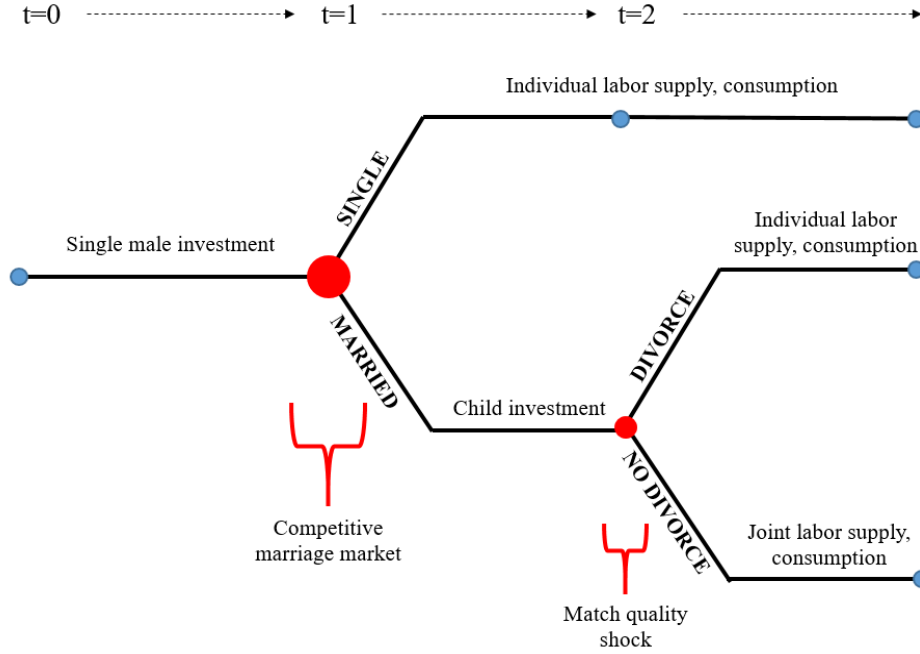 t=0
t=1
t=2
Individual labor supply, consumption
SINGLE
Single male investment
Individual labor
supply, consumption
MARRIED
DIVORCE
Child investment
NO DIVORCE
Competitive
marriage market
Joint labor supply,
consumption
Match quality
shock